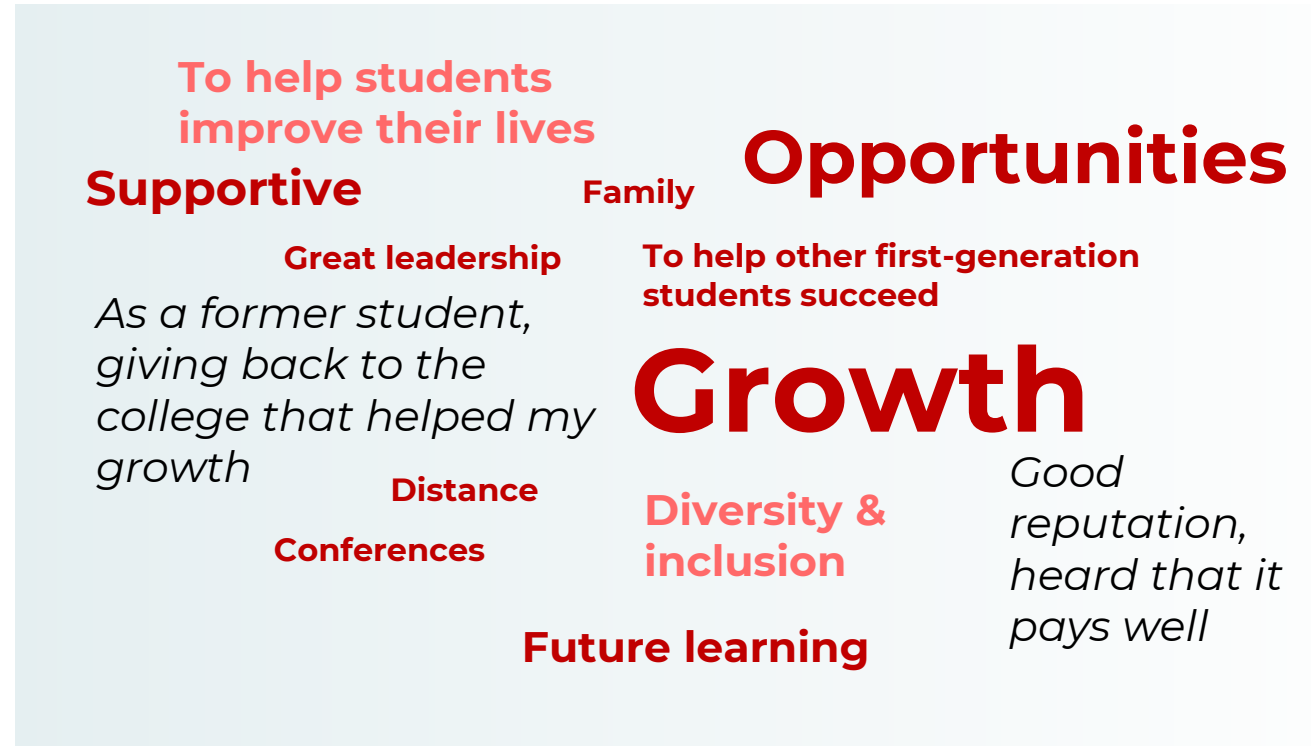 To help students
improve their lives
Opportunities
Supportive
Family
Great leadership
To help other first-generation
students succeed
As a former student,
giving back to the
college that helped my
growth
Growth
Distance
Conferences
Diversity &
inclusion
Good
reputation,
heard that it
pays well
Future learning